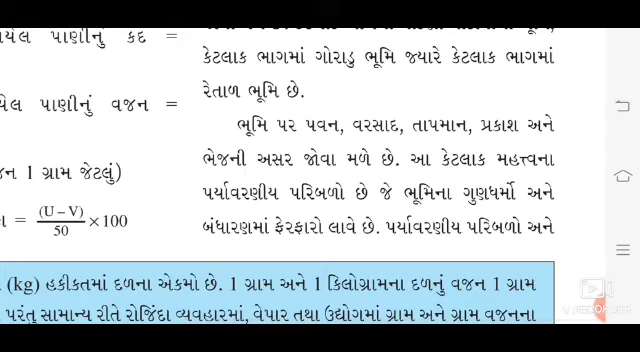 યેલ પાણીનું કદ =
યેલ પાણીનું વજન =
જન 1 ગ્રામ જેટલું)
= (U – V) / 50 × 100
કેટલાક ભાગમાં ગોરાડુ ભૂમિ જ્યારે કેટલાક ભાગમાં
રેતાળ ભૂમિ છે.
ભૂમિ પર પવન, વરસાદ, તાપમાન, પ્રકાશ અને
ભેજની અસર જોવા મળે છે. આ કેટલાક મહત્ત્વના
પર્યાવરણીય પરિબળો છે જે ભૂમિના ગુણધર્મો અને
બંધારણમાં ફેરફારો લાવે છે. પર્યાવરણીય પરિબળો અને
(kg) હકીકતમાં દળના એકમો છે. 1 ગ્રામ અને 1 કિલોગ્રામના દળનું વજન 1 ગ્રામ
પરંતુ સામાન્ય રીતે રોજિંદા વ્યવહારમાં, વેપાર તથા ઉદ્યોગમાં ગ્રામ અને ગ્રામ વજનના
V RECORDER